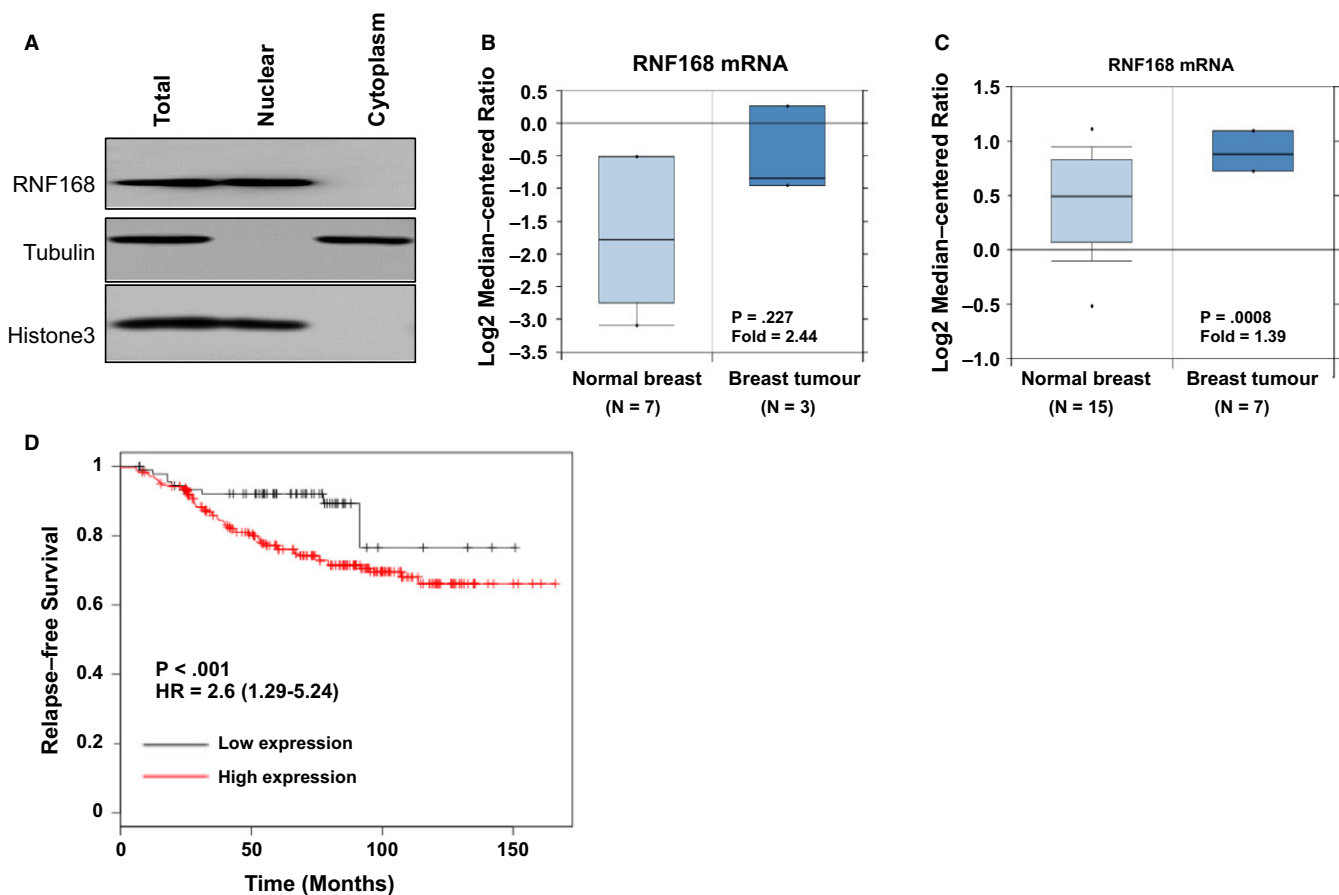 A
Total
Nuclear
Cytoplasm
RNF168
Tubulin
Histone3
B
RNF168 mRNA
Log2 Median–centered Ratio
0.5
0.0
–0.5
–1.0
–1.5
–2.0
–2.5
–3.0
–3.5
P = .227
Fold = 2.44
Normal breast
(N = 7)
Breast tumour
(N = 3)
C
RNF168 mRNA
Log2 Median–centered Ratio
1.5
1.0
0.5
0.0
–0.5
–1.0
P = .0008
Fold = 1.39
Normal breast
(N = 15)
Breast tumour
(N = 7)
D
Relapse–free Survival
1
0.8
0.6
0.4
0.2
0
P < .001
HR = 2.6 (1.29-5.24)
Low expression
High expression
0
50
100
150
Time (Months)